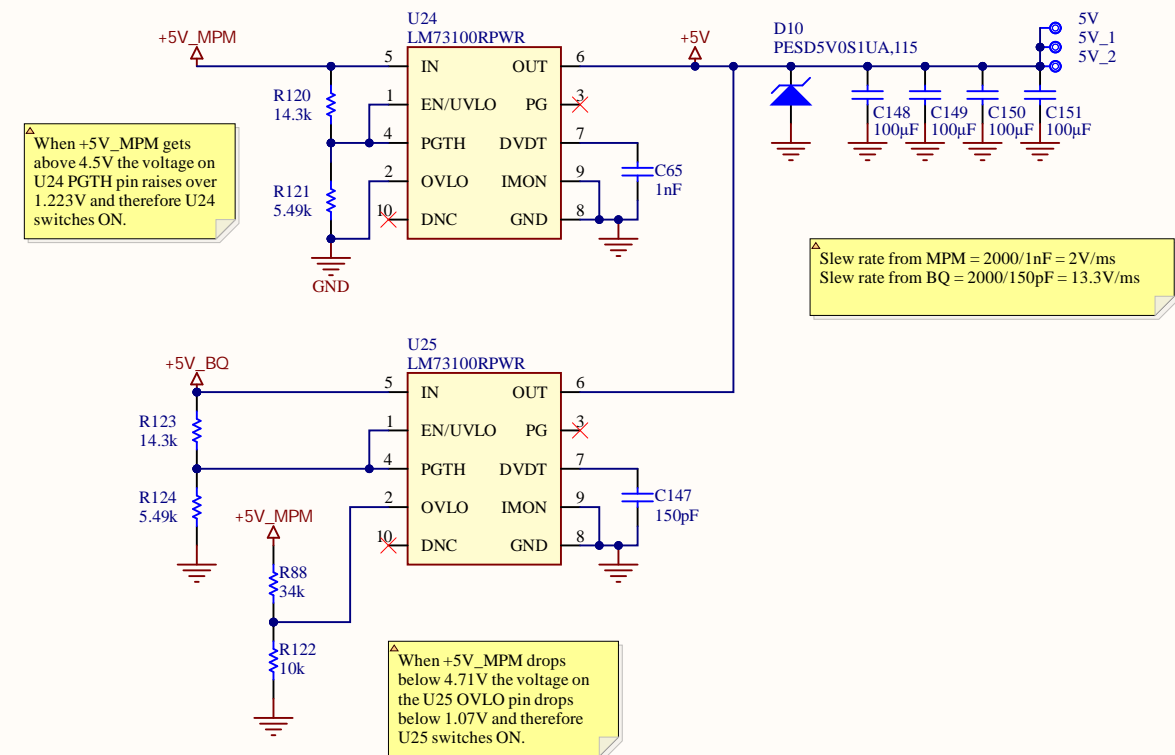 U24
LM73100RPWR
+5V_MPM
5
IN
OUT
6
+5V
D10
PESD5V0S1UA,115
5V
5V_1
5V_2
R120
14.3k
1
EN/UVLO
PG
3
4
PGTH
DVDT
7
C148
100µF
C149
100µF
C150
100µF
C151
100µF
When +5V_MPM gets
above 4.5V the voltage on
U24 PGTH pin raises over
1.223V and therefore U24
switches ON.
R121
5.49k
2
OVLO
IMON
9
C65
1nF
10
DNC
GND
8
GND
Slew rate from MPM = 2000/1nF = 2V/ms
Slew rate from BQ = 2000/150pF = 13.3V/ms
U25
LM73100RPWR
+5V_BQ
5
IN
OUT
6
R123
14.3k
1
EN/UVLO
PG
3
4
PGTH
DVDT
7
R124
5.49k
+5V_MPM
2
OVLO
IMON
9
C147
150pF
10
DNC
GND
8
R88
34k
R122
10k
When +5V_MPM drops
below 4.71V the voltage on
the U25 OVLO pin drops
below 1.07V and therefore
U25 switches ON.